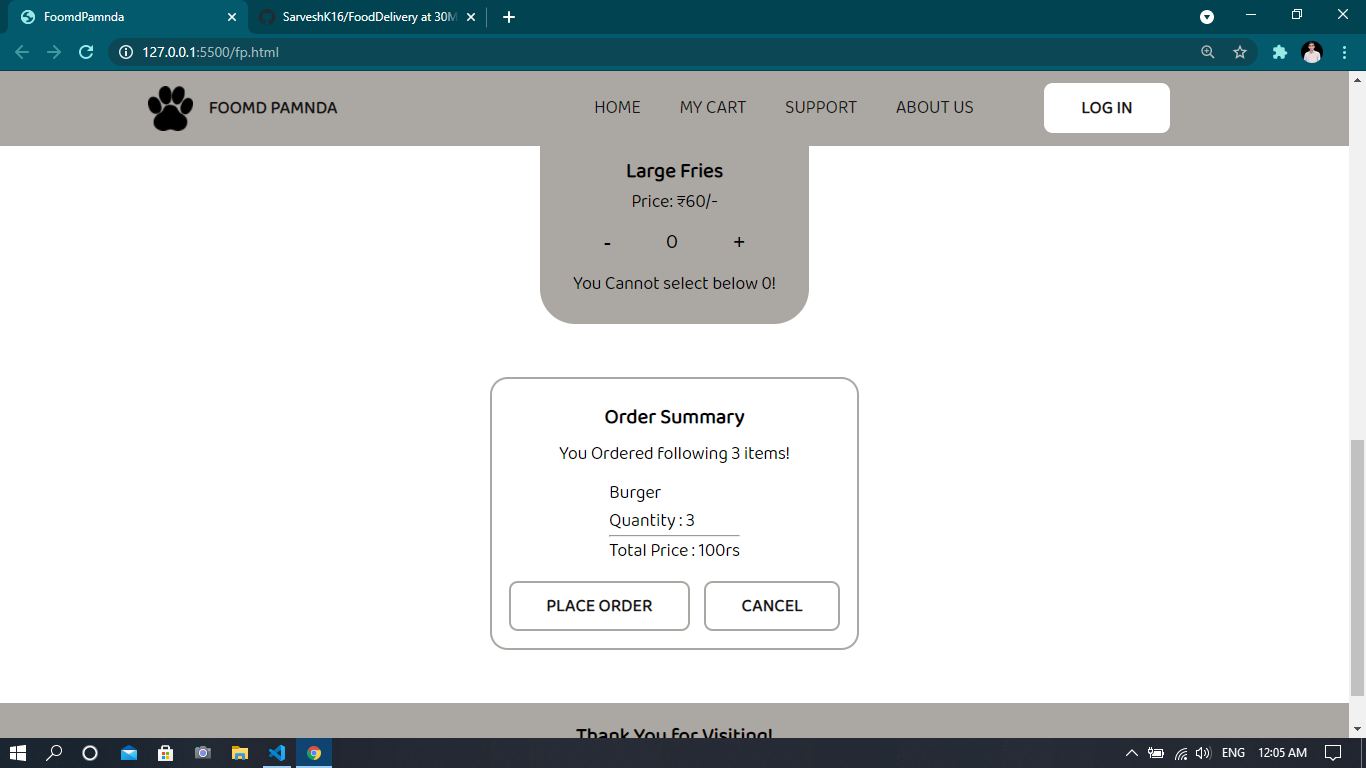 FoomdPamnda
SarveshK16/FoodDelivery at 30M
127.0.0.1:5500/fp.html
FOOMD PAMNDA
HOME
MY CART
SUPPORT
ABOUT US
LOG IN
Large Fries
Price: ₹60/-
- 0 +
You Cannot select below 0!
Order Summary
You Ordered following 3 items!
Burger
Quantity : 3
Total Price : 100rs
PLACE ORDER
CANCEL
Thank You for Visiting!
ENG
12:05 AM